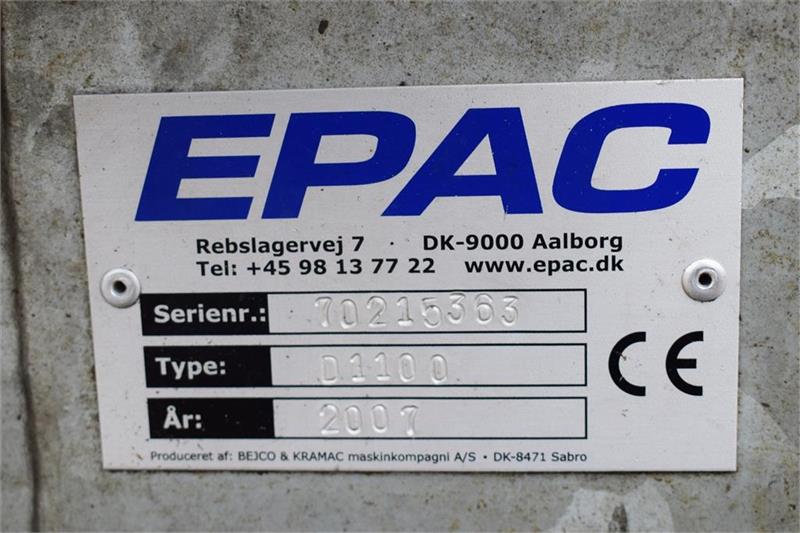 EPAC
Rebslagervej 7 · DK-9000 Aalborg
Tel: +45 98 13 77 22 www.epac.dk
Serienr.: 70215363
Type: D1100
År: 2007
CE
Produceret af: BEJCO & KRAMAC maskinkompagni A/S · DK-8471 Sabro